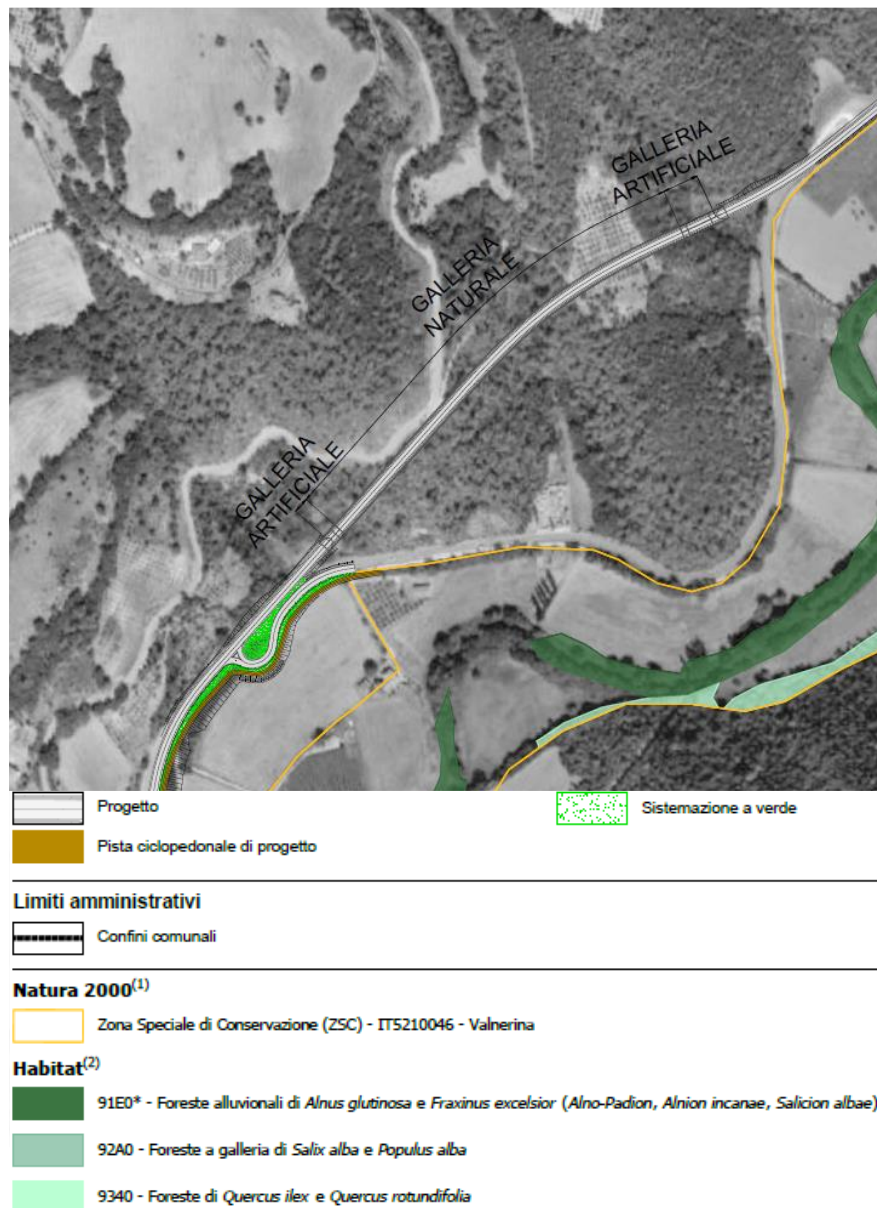 GALLERIA
ARTIFICIALE
GALLERIA
NATURALE
GALLERIA
ARTIFICIALE
Progetto
Sistemazione a verde
Pista ciclopedonale di progetto
Limiti amministrativi
Confini comunali
Natura 2000(1)
Zona Speciale di Conservazione (ZSC) - IT5210046 - Valnerina
Habitat(2)
91E0* - Foreste alluvionali di Alnus glutinosa e Fraxinus excelsior (Alno-Padion, Alnion incanae, Salicion albae)
92A0 - Foreste a galleria di Salix alba e Populus alba
9340 - Foreste di Quercus ilex e Quercus rotundifolia